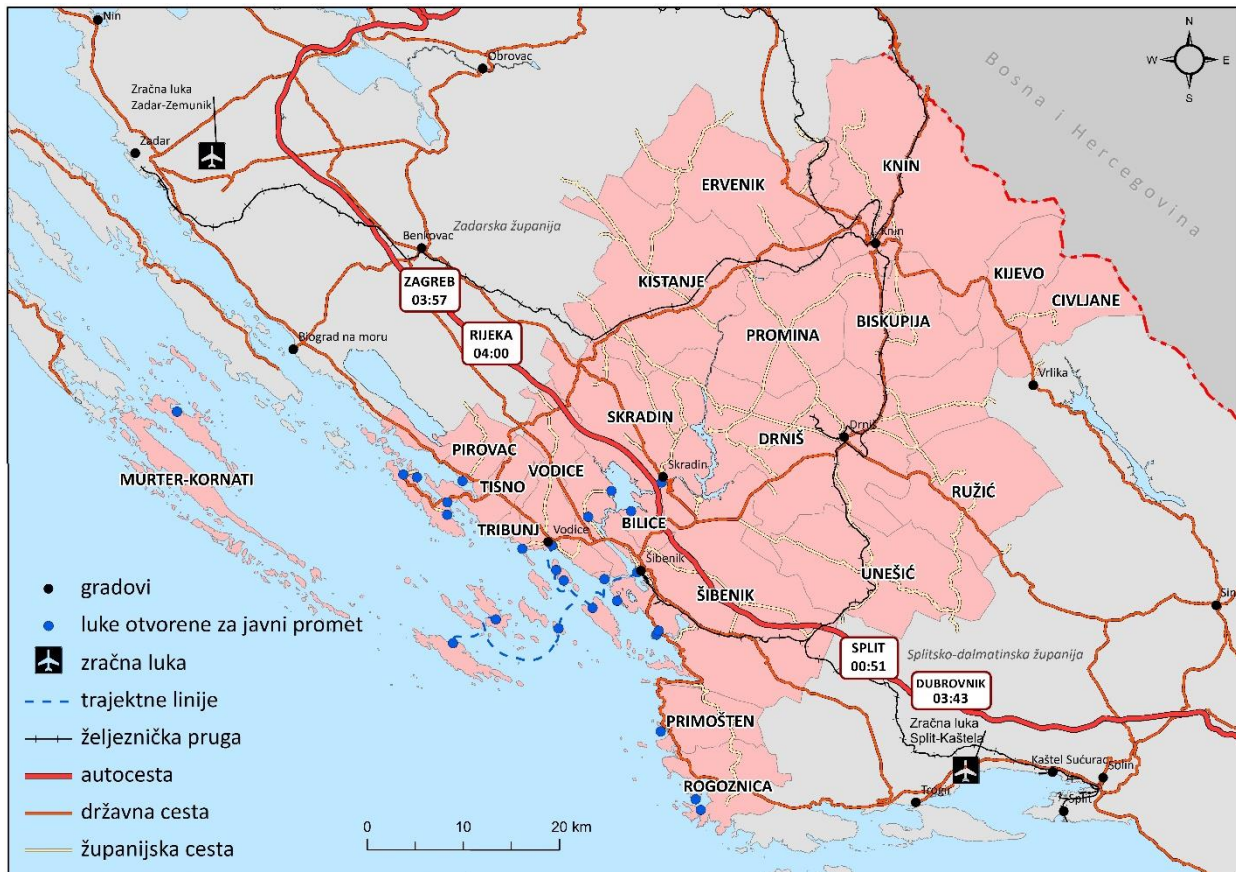 Nin
Obrovac
Zračna luka
Zadar-Zemunik
Zadar
N
W
E
S
Bosna i Hercegovina
KNIN
ERVENIK
Knin
Zadarska županija
Benkovac
ZAGREB
03:57
KISTANJE
KIJEVO
CIVLJANE
BISKUPIJA
PROMINA
RIJEKA
04:00
Biograd na moru
Vrlika
SKRADIN
DRNIŠ
Drniš
PIROVAC
VODICE
Skradin
MURTER-KORNATI
TISNO
RUŽIĆ
TRIBUNJ
Vodice
BILICE
Šibenik
UNEŠIĆ
ŠIBENIK
Sin
SPLIT
00:51
Splitsko-dalmatinska županija
DUBROVNIK
03:43
PRIMOŠTEN
Zračna luka
Split-Kaštela
Kaštel Sućurac
Solin
ROGOZNICA
Trogir
Split
gradovi
luke otvorene za javni promet
zračna luka
trajektne linije
željeznička pruga
autocesta
državna cesta
županijska cesta
0 10 20 km